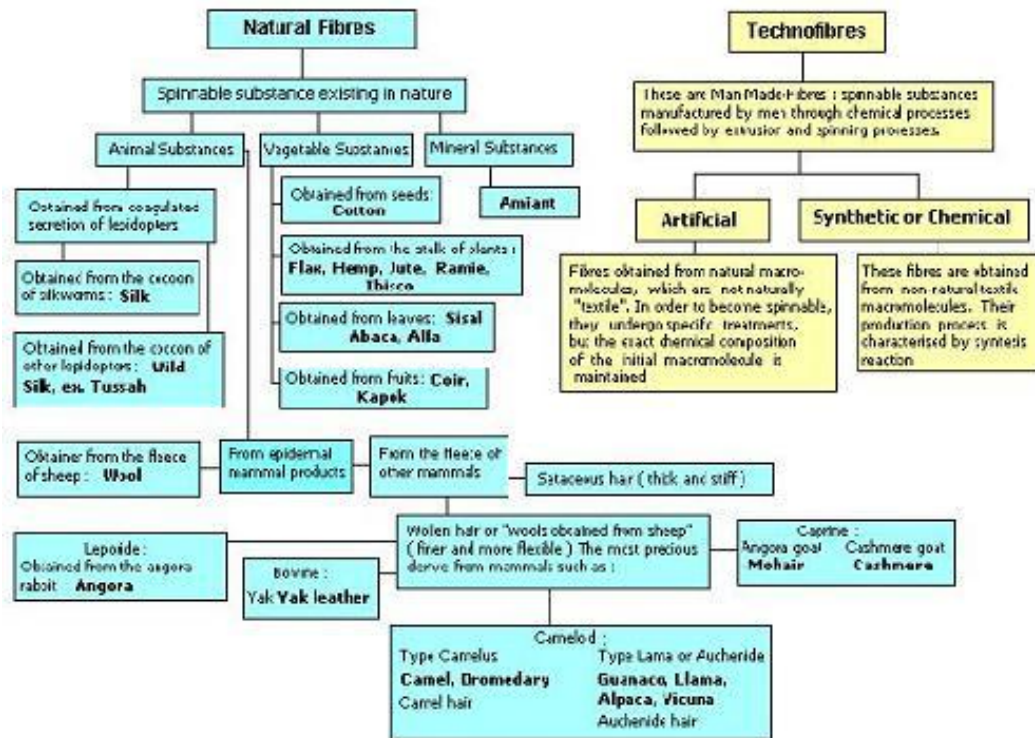 Natural Fibres
Spinnable substance existing in nature
Animal Substances
Vagetable Substances
Mineral Substances
Obtained from coagulated
secretion of lepidopters
Obtained from the cocoon
of silkworms: Silk
Obtained from the coccon of
other lepidopters: Wild
Silk, ex. Tussah
Obtained from seeds:
Cotton
Obtained from the stalk of plants:
Flax, Hemp, Jute, Ramie,
Ibisco
Obtained from leaves: Sisal
Abaca, Alfa
Obtained from fruits: Coir,
Kapok
Amiant
Technofibres
These are Man Made-Fibres : spinnable substances
manufactured by men through chemical processes
followed by extrusion and spinning processes.
Artificial
Synthetic or Chemical
Fibres obtained from natural macro-
molecules, which are not naturally
"textile". In order to become spinnable,
they undergo specific treatments,
but the exact chemical composition
of the initial macromolecule is
maintained
These fibres are obtained
from non-natural textile
macromolecules. Their
production process is
characterised by syntesis
reaction
Obtainer from the fleece
of sheep : Wool
From epidermal
mammal products
From the fleece of
other mammals
Sataceus hair ( thick and stiff )
Wolen hair or "wools obtained from sheep"
( finer and more flexible ) The most precious
derive from mammals such as :
Leporide :
Obtained from the angora
rabbit Angora
Bovine :
Yak Yak leather
Caprine :
Angora goat Cashmere goat
Mohair Cashmere
Camelod :
Type Camelus
Camel, Dromedary
Camel hair
Type Lama or Auchenide
Guanaco, Llama,
Alpaca, Vicuna
Auchenide hair